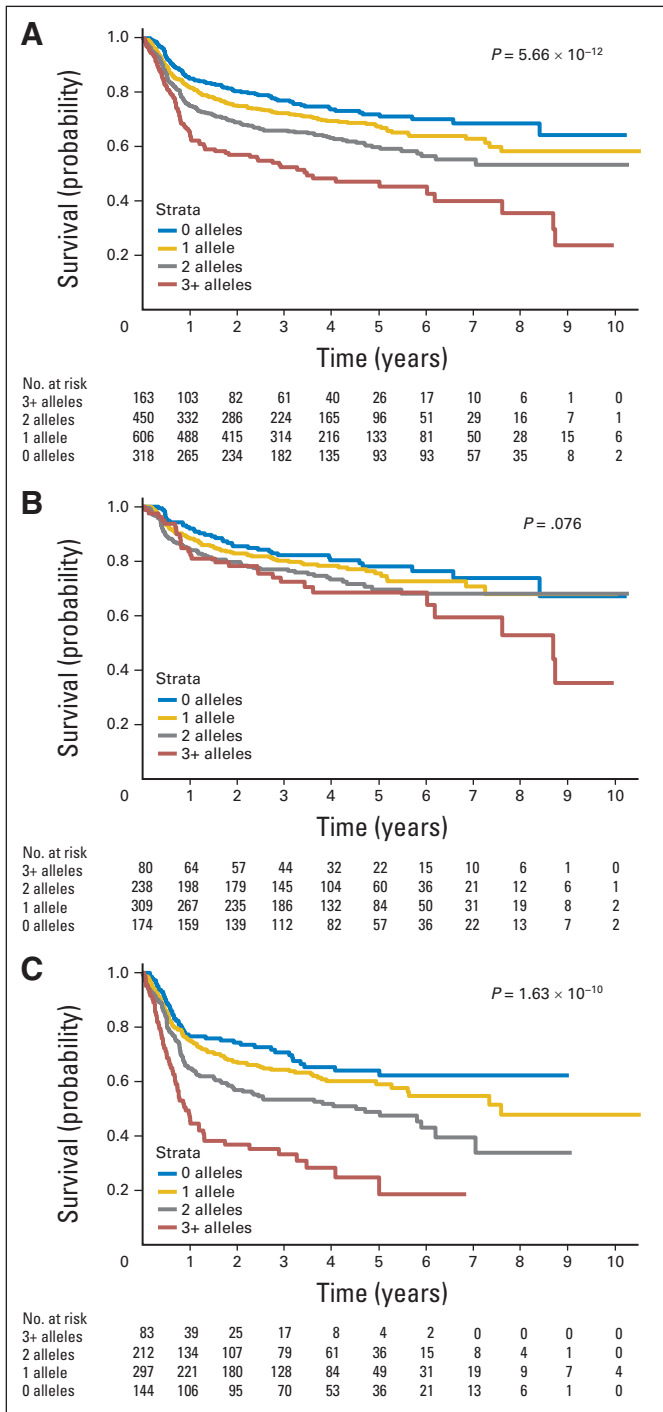 A
P = 5.66 × 10⁻¹²
Survival (probability)
1.0
0.8
0.6
0.4
0.2
Strata
0 alleles
1 allele
2 alleles
3+ alleles
0 1 2 3 4 5 6 7 8 9 10
Time (years)
No. at risk
3+ alleles 163 103 82 61 40 26 17 10 6 1 0
2 alleles 450 332 286 224 165 96 51 29 16 7 1
1 allele 606 488 415 314 216 133 81 50 28 15 6
0 alleles 318 265 234 182 135 93 93 57 35 8 2
B
P = .076
Survival (probability)
1.0
0.8
0.6
0.4
0.2
Strata
0 alleles
1 allele
2 alleles
3+ alleles
0 1 2 3 4 5 6 7 8 9 10
Time (years)
No. at risk
3+ alleles 80 64 57 44 32 22 15 10 6 1 0
2 alleles 238 198 179 145 104 60 36 21 12 6 1
1 allele 309 267 235 186 132 84 50 31 19 8 2
0 alleles 174 159 139 112 82 57 36 22 13 7 2
C
P = 1.63 × 10⁻¹⁰
Survival (probability)
1.0
0.8
0.6
0.4
0.2
Strata
0 alleles
1 allele
2 alleles
3+ alleles
0 1 2 3 4 5 6 7 8 9 10
Time (years)
No. at risk
3+ alleles 83 39 25 17 8 4 2 0 0 0 0
2 alleles 212 134 107 79 61 36 15 8 4 1 0
1 allele 297 221 180 128 84 49 31 19 9 7 4
0 alleles 144 106 95 70 53 36 21 13 6 1 0